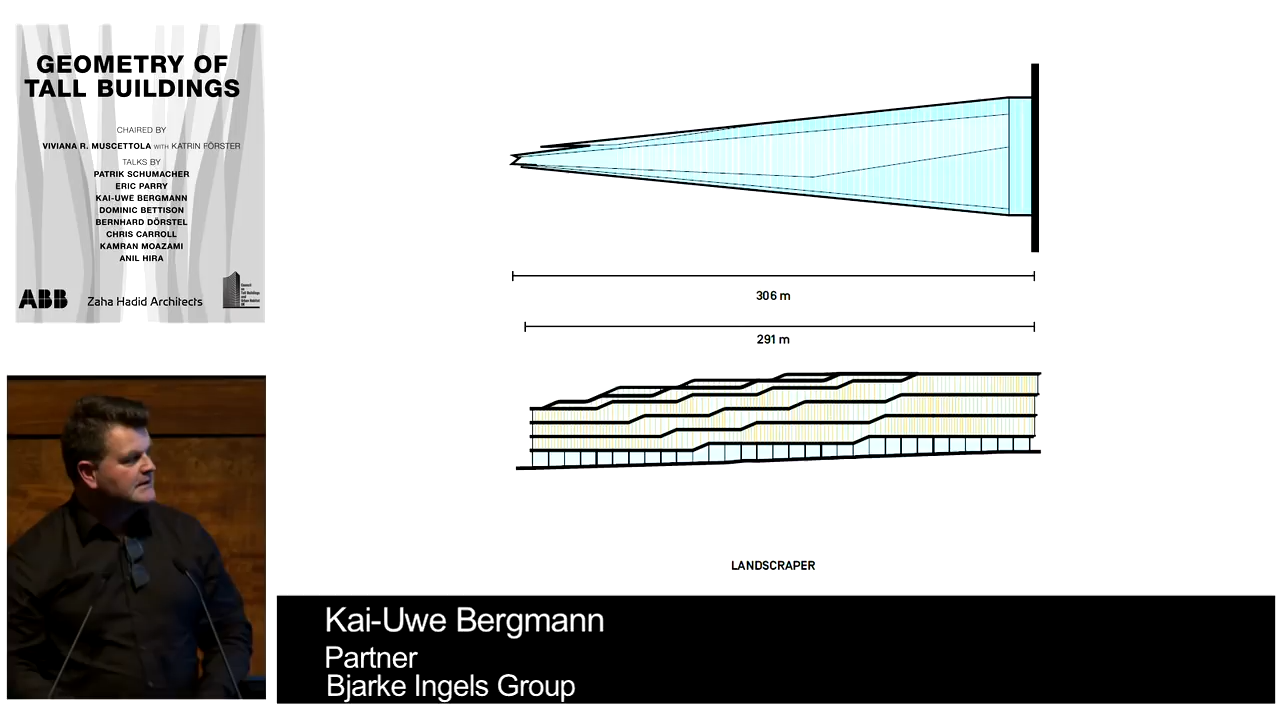 GEOMETRY OF
TALL BUILDINGS
CHAIRED BY
VIVIANA R. MUSCETTOLA WITH KATRIN FÖRSTER
TALKS BY
PATRIK SCHUMACHER
ERIC PARRY
KAI-UWE BERGMANN
DOMINIC BETTISON
BERNHARD DÖRSTEL
CHRIS CARROLL
KAMRAN MOAZAMI
ANIL HIRA
ABB
Zaha Hadid Architects
306 m
291 m
LANDSCRAPER
Kai-Uwe Bergmann
Partner
Bjarke Ingels Group